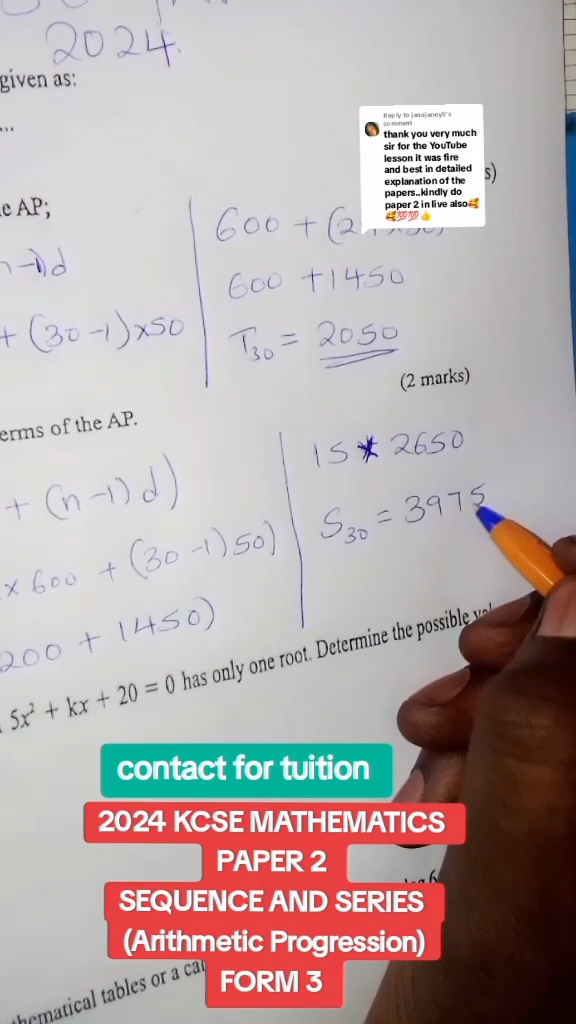 2024.
given as:
...
Reply to janojaney5's
comment
thank you very much
sir for the YouTube
lesson it was fire
and best in detailed
explanation of the
papers..kindly do
paper 2 in live also🥰
🥰💯💯👍
s)
e AP;
n-1)d
+ (30-1)x50
600 + (2
600 + 1450
T30 = 2050
(2 marks)
erms of the AP.
+ (n-1)d)
x 600 + (30-1)50)
200 + 1450)
15 * 2650
S30 = 3975
5x² + kx + 20 = 0 has only one root. Determine the possible
contact for tuition
2024 KCSE MATHEMATICS
PAPER 2
SEQUENCE AND SERIES
(Arithmetic Progression)
FORM 3
hematical tables or a cal